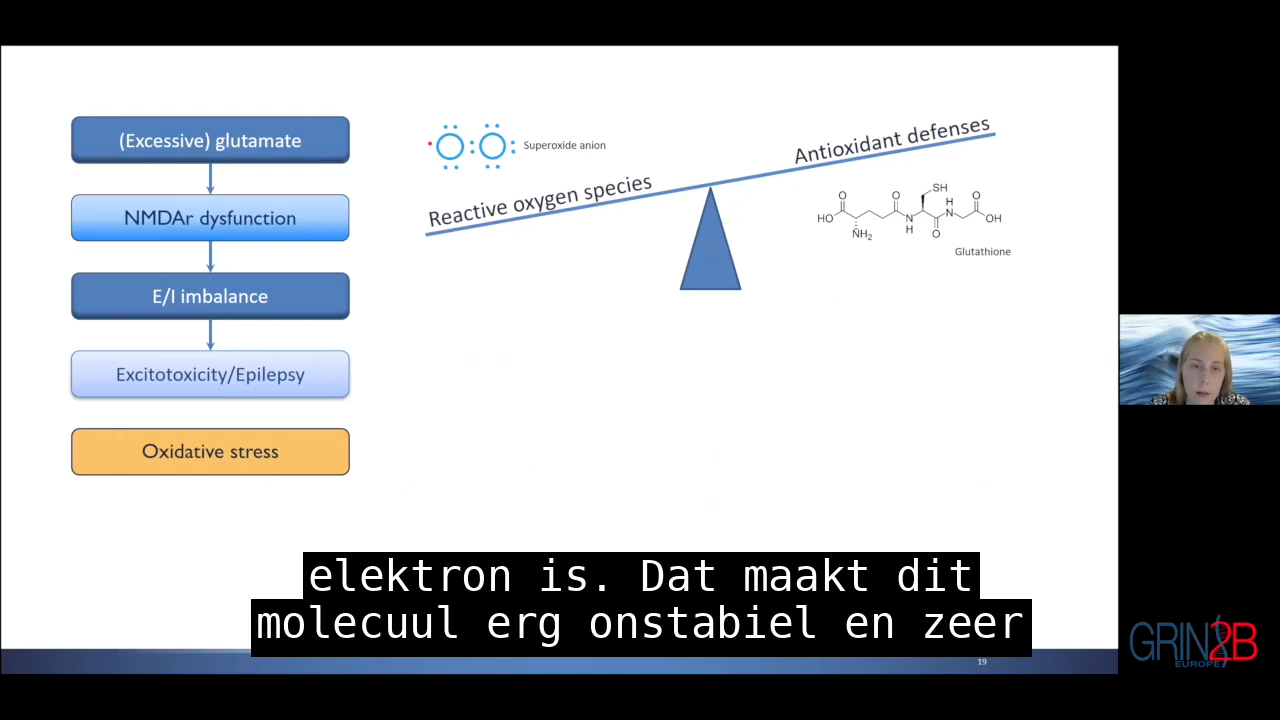 (Excessive) glutamate
NMDAr dysfunction
E/I imbalance
Excitotoxicity/Epilepsy
Oxidative stress
Superoxide anion
Reactive oxygen species
Antioxidant defenses
O
HO
NH2
O
N
H
SH
O
H
N
O
OH
Glutathione
elektron is. Dat maakt dit
molecuul erg onstabiel en zeer
19
GRIN2B
EUROPE